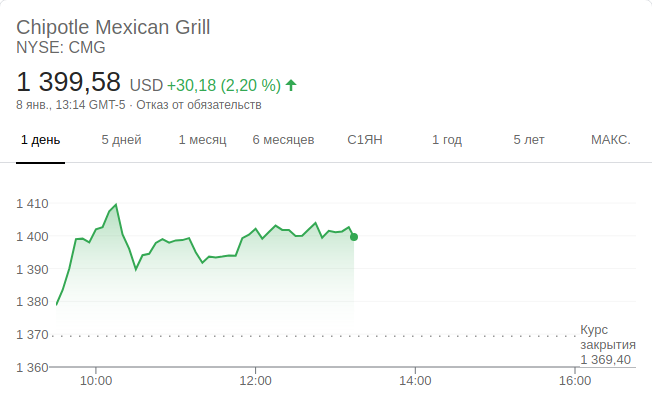 Chipotle Mexican Grill
NYSE: CMG
1 399,58 USD +30,18 (2,20 %)
8 янв., 13:14 GMT-5 · Отказ от обязательств
1 день 5 дней 1 месяц 6 месяцев С1ЯН 1 год 5 лет МАКС.
1 410
1 400
1 390
1 380
1 370
Курс
закрытия
1 369,40
1 360
10:00 12:00 14:00 16:00